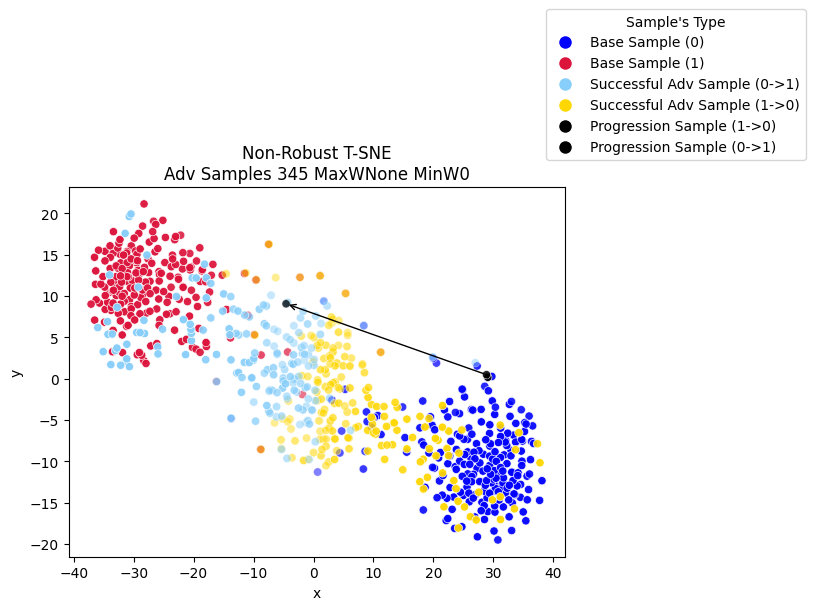 Sample's Type
Base Sample (0)
Base Sample (1)
Successful Adv Sample (0->1)
Successful Adv Sample (1->0)
Progression Sample (1->0)
Progression Sample (0->1)
Non-Robust T-SNE
Adv Samples 345 MaxWNone MinW0
y
20
15
10
5
0
−5
−10
−15
−20
−40 −30 −20 −10 0 10 20 30 40
x